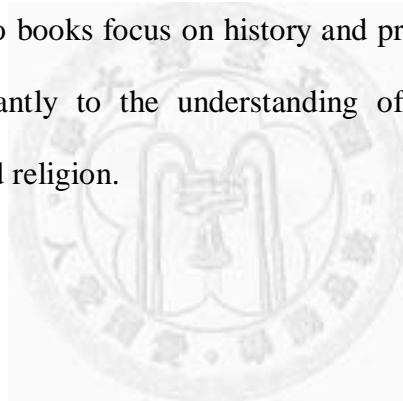 o books focus on history and pr
antly to the understanding of
l religion.